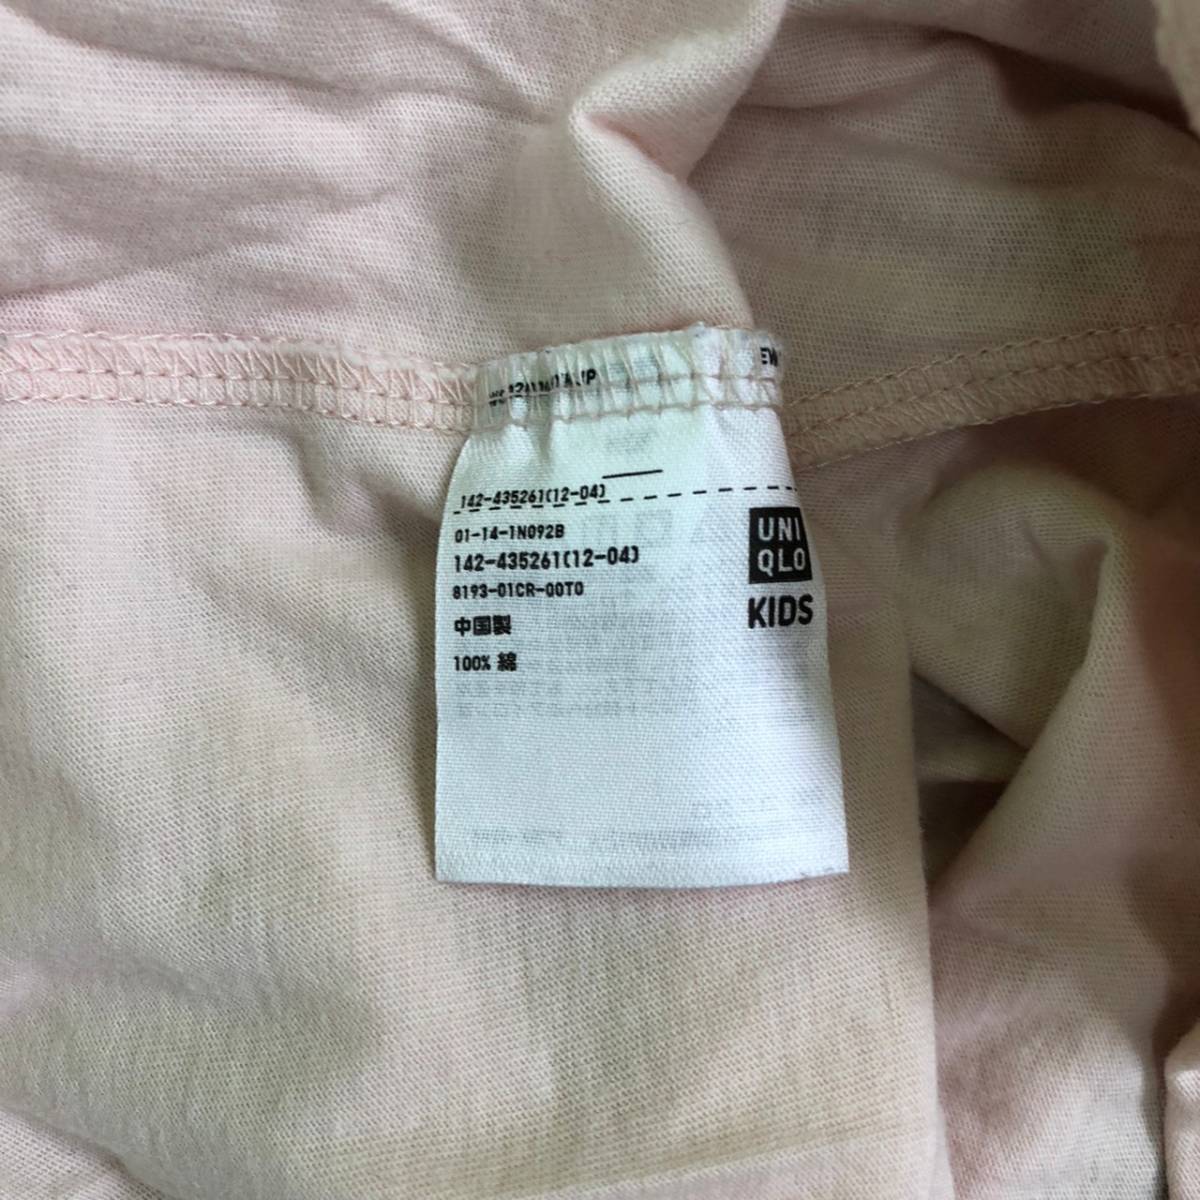 142-435261(12-04)
01-14-1N092B
142-435261(12-04)
8193-01CR-00T0
中国製
100% 綿
UNI
QLO
KIDS